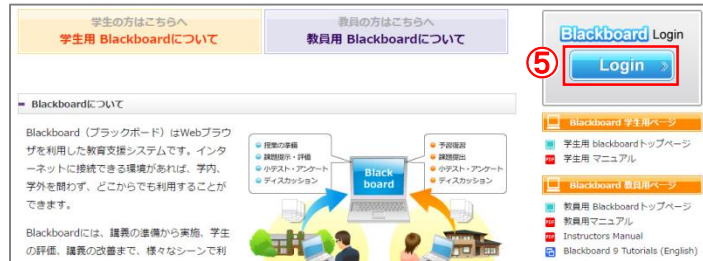 学生の方はこちらへ
学生用 Blackboardについて
教員の方はこちらへ
教員用 Blackboardについて
Blackboardについて
Blackboard（ブラックボード）はWebブラウ
ザを利用した教育支援システムです。インタ
ーネットに接続できる環境があれば、学内、
学外を問わず、どこからでも利用することが
できます。
Blackboardには、講義の準備から実施、学生
の評価、講義の改善まで、様々なシーンで利
授業の準備
課題提示・評価
小テスト・アンケート
ディスカッション
Black
board
予習復習
課題提出
小テスト・アンケート
ディスカッション
Blackboard Login
⑤
Login
Blackboard 学生用ページ
学生用 blackboardトップページ
PDF 学生用 マニュアル
Blackboard 教員用ページ
教員用 Blackboardトップページ
PDF 教員用マニュアル
PDF Instructors Manual
Blackboard 9 Tutorials (English)